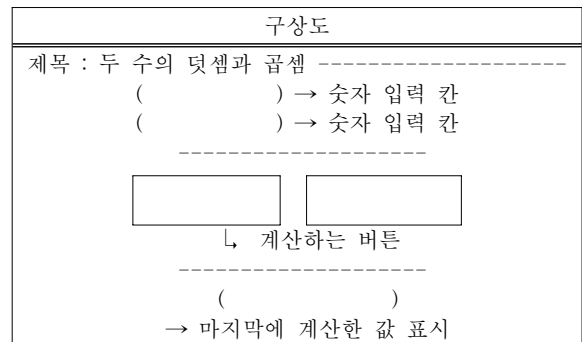 구상도
제목 : 두 수의 덧셈과 곱셈 --------------------
( ) → 숫자 입력 칸
( ) → 숫자 입력 칸
--------------------
↳ 계산하는 버튼
--------------------
( )
→ 마지막에 계산한 값 표시